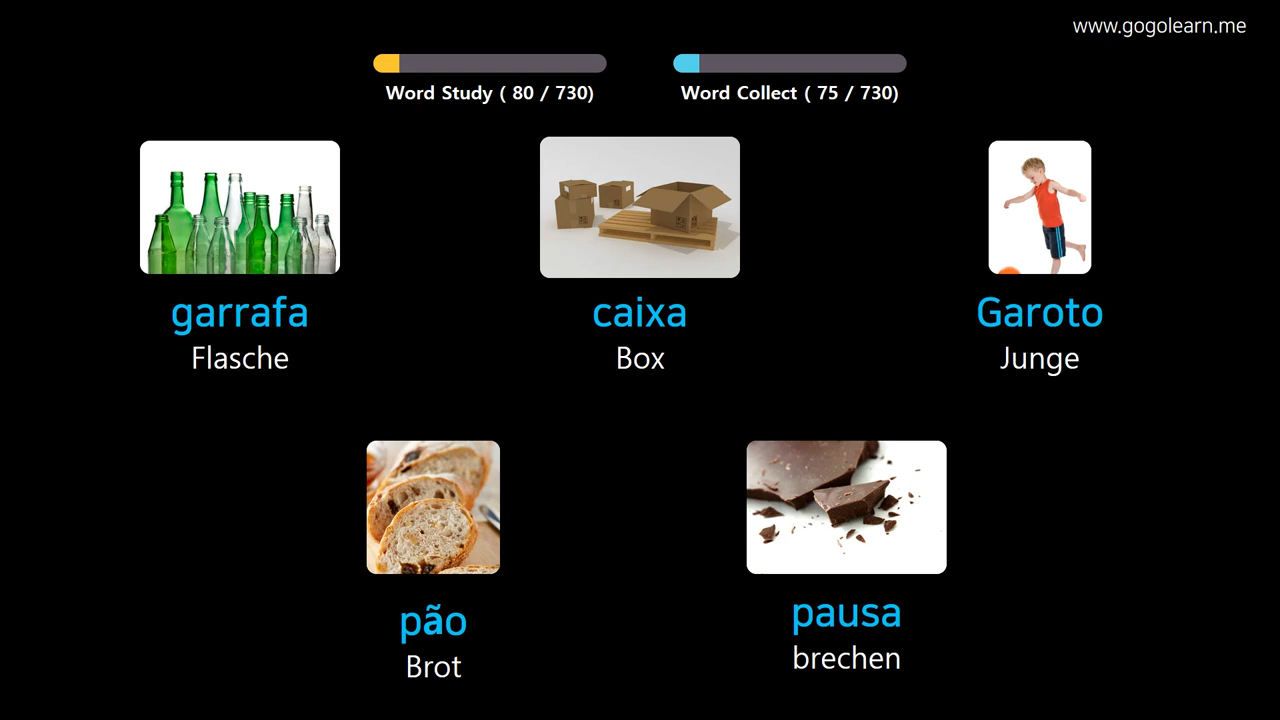 www.gogolearn.me
Word Study ( 80 / 730)
Word Collect ( 75 / 730)
garrafa
Flasche
caixa
Box
Garoto
Junge
pão
Brot
pausa
brechen